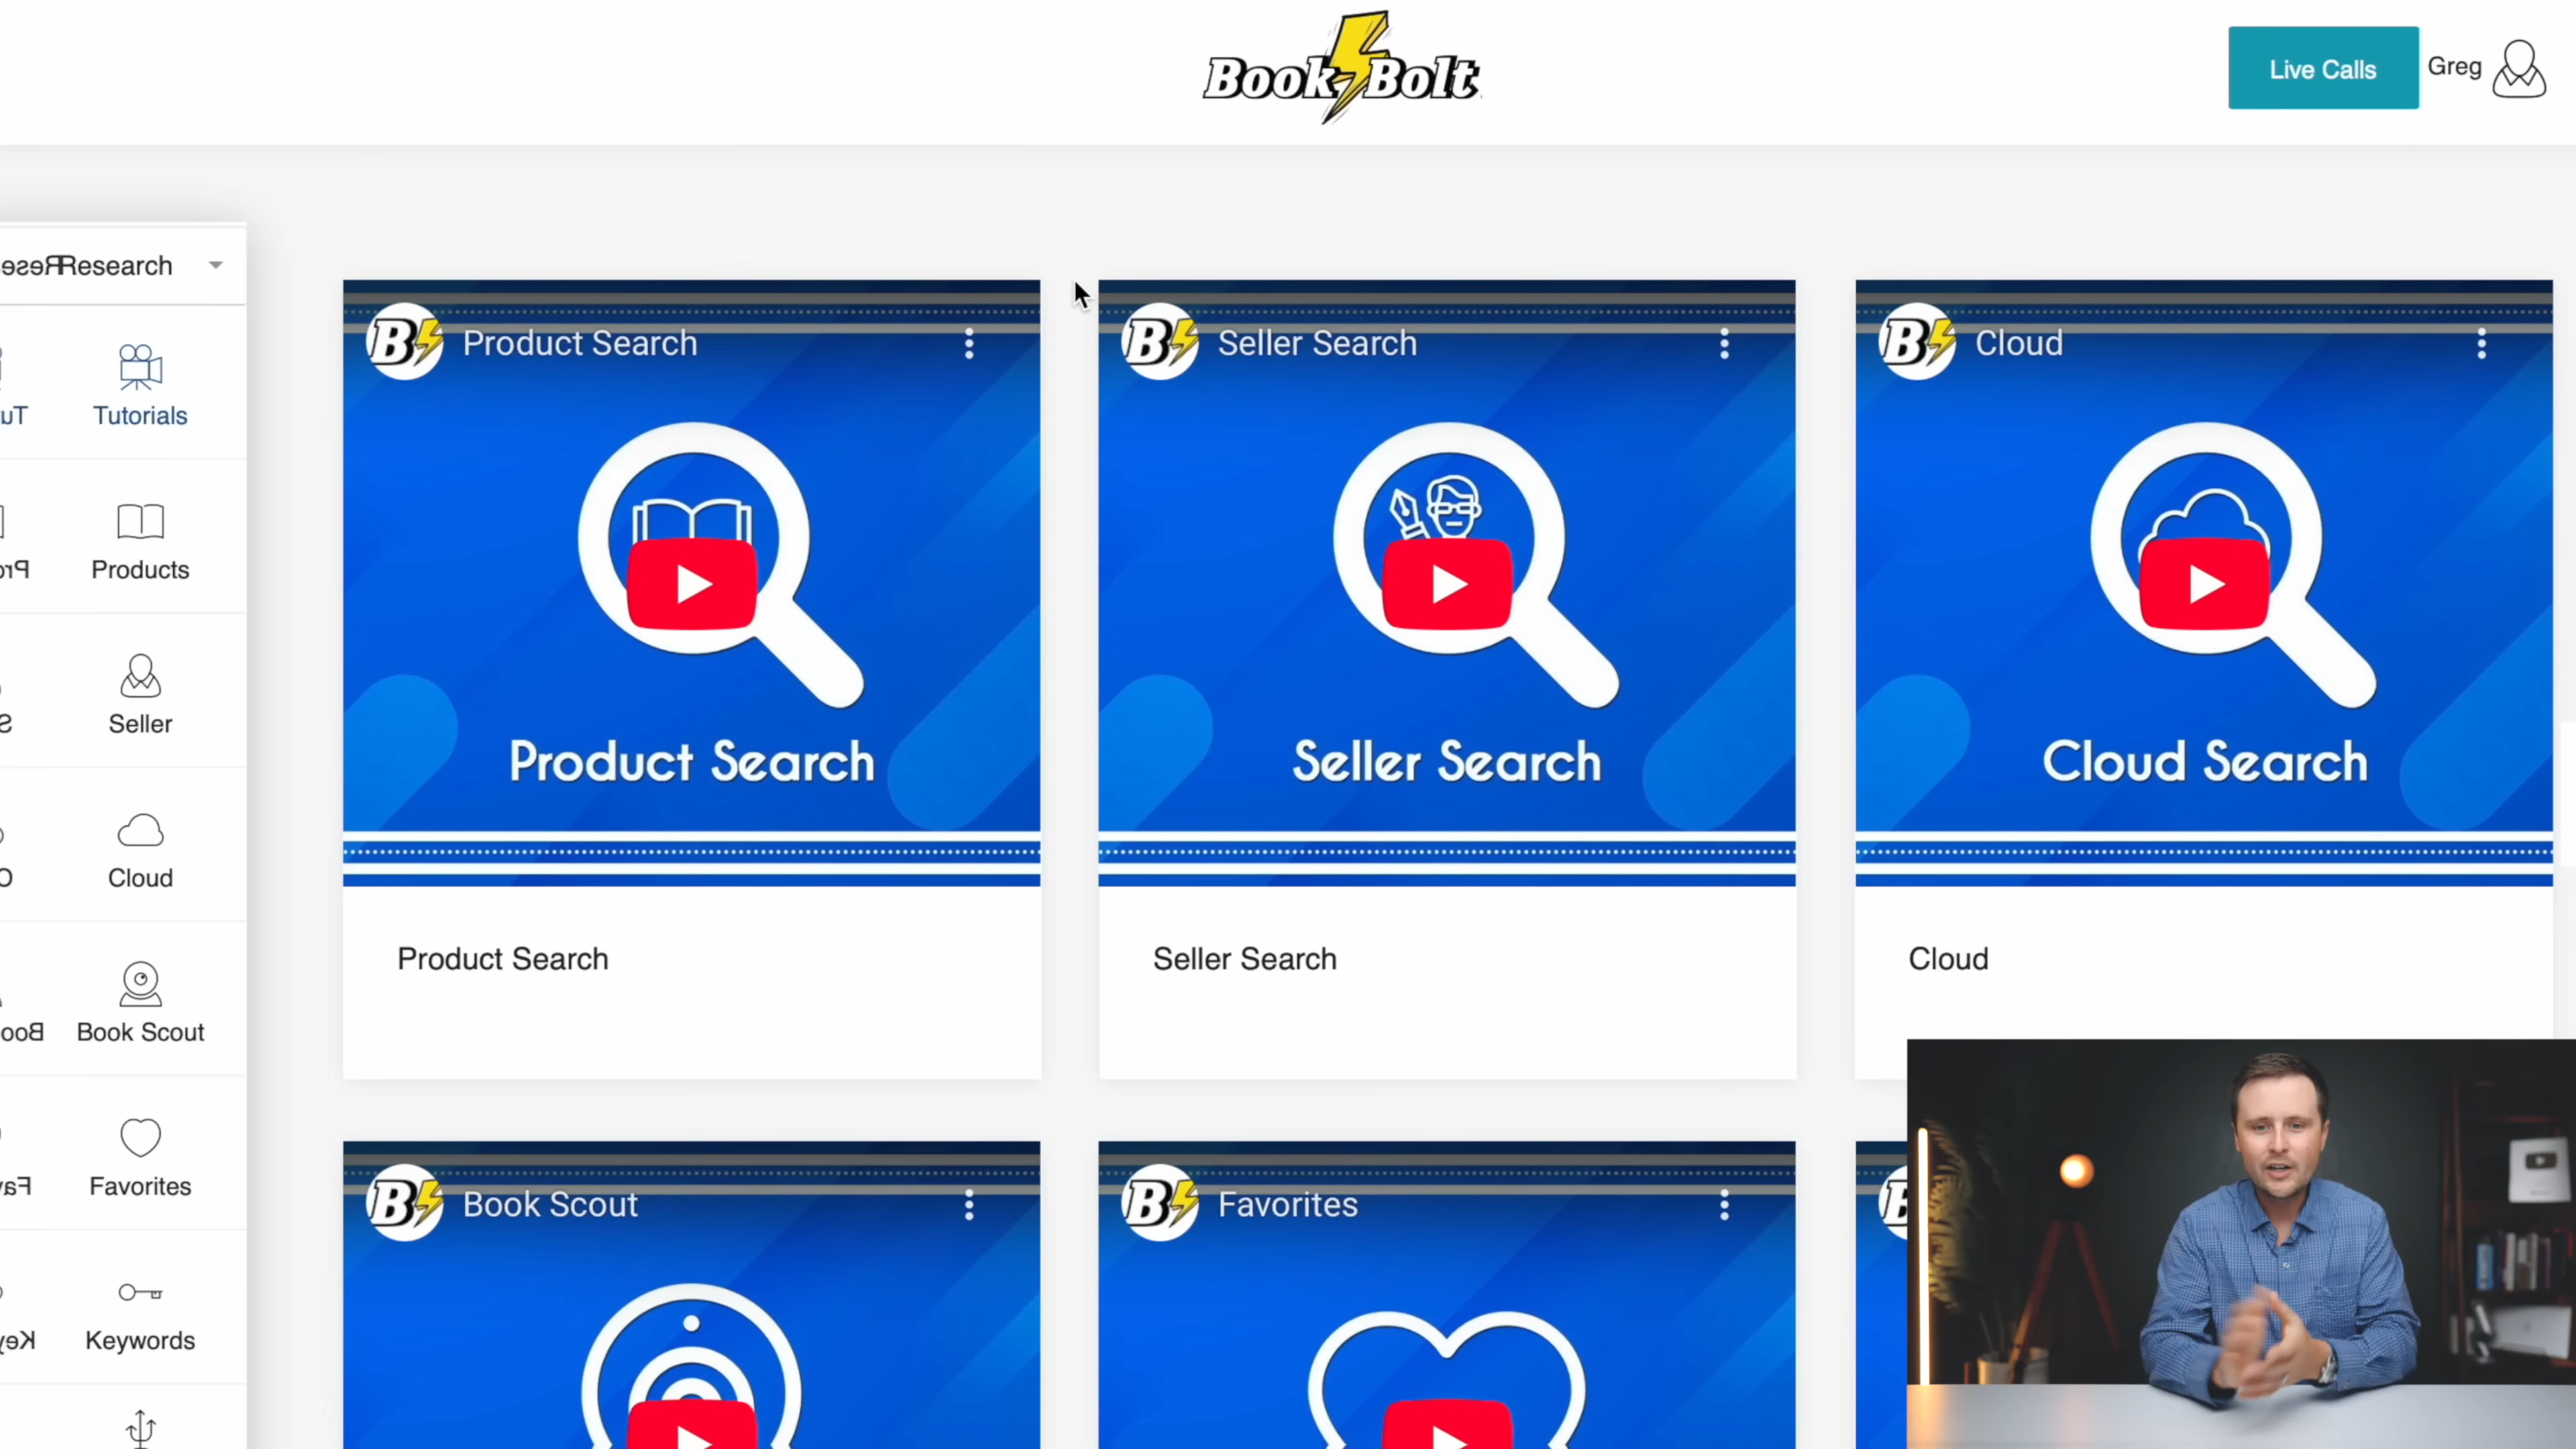 Book Bolt
Live Calls
Greg
Research
Tutorials
Products
Seller
Cloud
Book Scout
Favorites
Keywords
Product Search
Product Search
Product Search
Seller Search
Seller Search
Seller Search
Cloud
Cloud Search
Cloud
Book Scout
Favorites